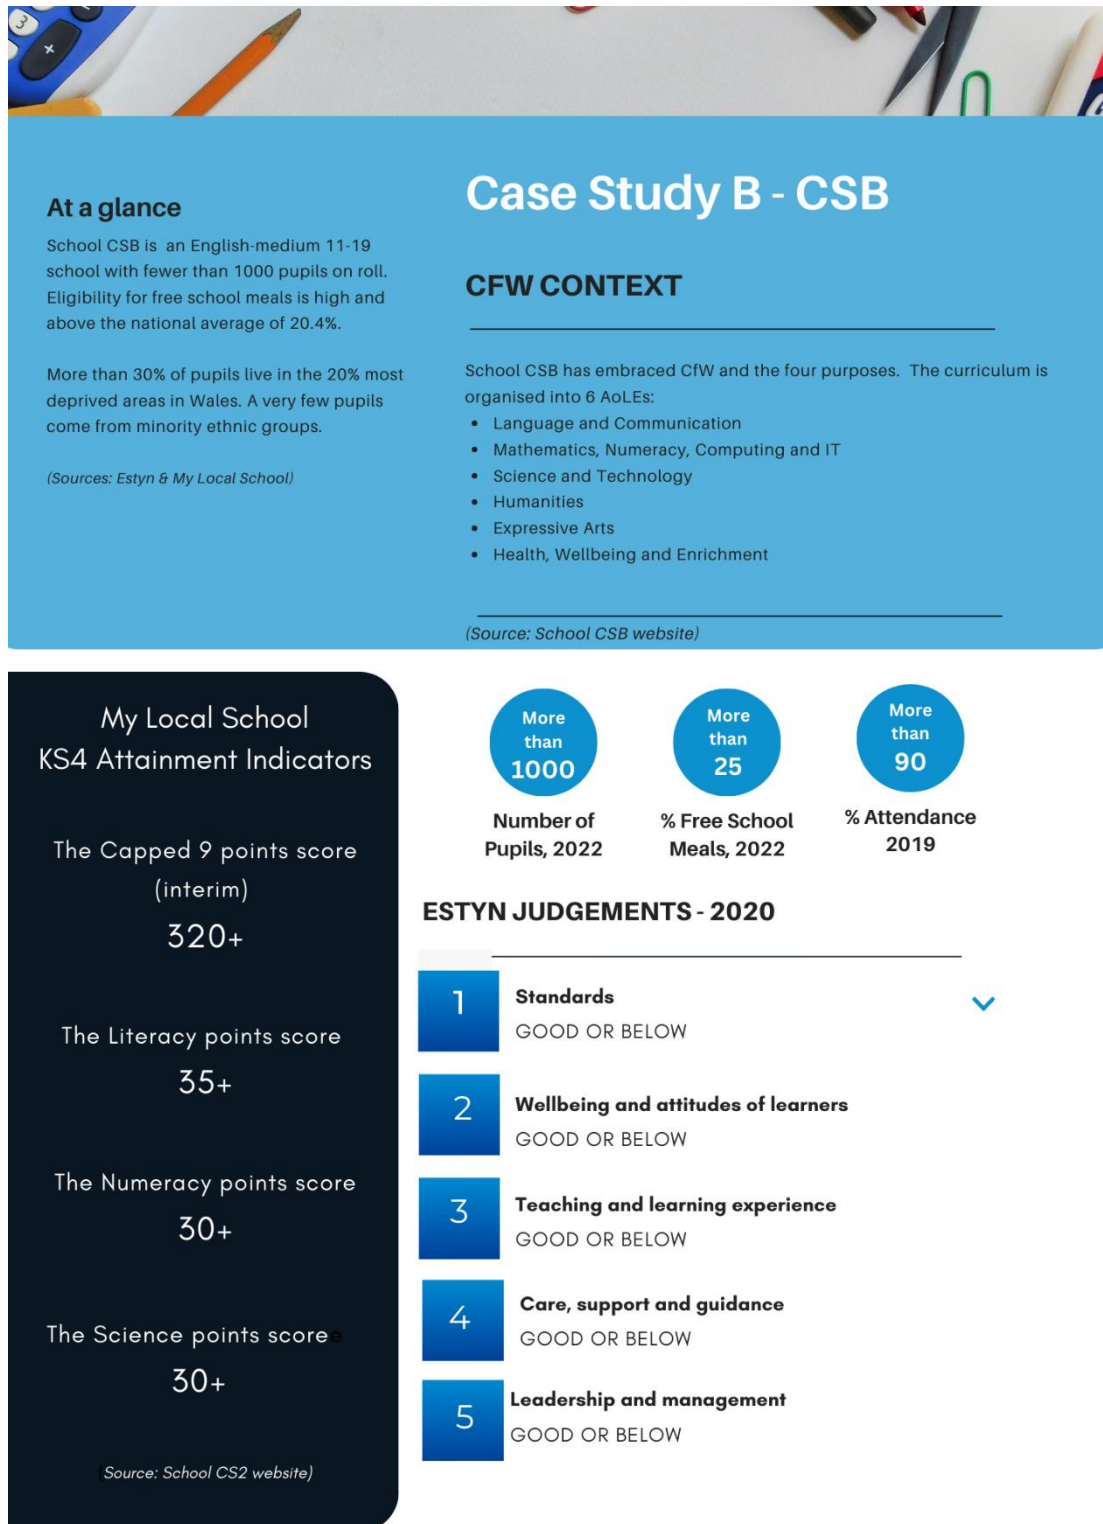 At a glance
School CSB is an English-medium 11-19
school with fewer than 1000 pupils on roll.
Eligibility for free school meals is high and
above the national average of 20.4%.
More than 30% of pupils live in the 20% most
deprived areas in Wales. A very few pupils
come from minority ethnic groups.
(Sources: Estyn & My Local School)
Case Study B - CSB
CFW CONTEXT
School CSB has embraced CfW and the four purposes. The curriculum is
organised into 6 AoLEs:
• Language and Communication
• Mathematics, Numeracy, Computing and IT
• Science and Technology
• Humanities
• Expressive Arts
• Health, Wellbeing and Enrichment
(Source: School CSB website)
My Local School
KS4 Attainment Indicators
The Capped 9 points score
(interim)
320+
The Literacy points score
35+
The Numeracy points score
30+
The Science points scoree
30+
(Source: School CS2 website)
More
than
1000
Number of
Pupils, 2022
More
than
25
% Free School
Meals, 2022
More
than
90
% Attendance
2019
ESTYN JUDGEMENTS - 2020
1
Standards
GOOD OR BELOW
2
Wellbeing and attitudes of learners
GOOD OR BELOW
3
Teaching and learning experience
GOOD OR BELOW
4
Care, support and guidance
GOOD OR BELOW
5
Leadership and management
GOOD OR BELOW